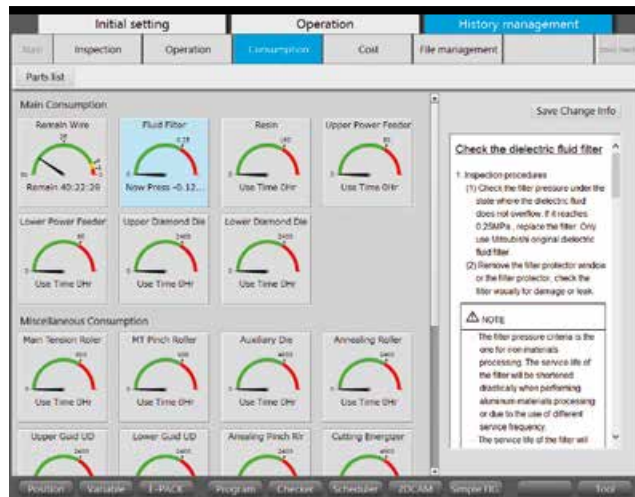 Initial setting Operation History management
Main Inspection Operation Consumption Cost File management
Parts list
Main Consumption
Save Change Info
Remain Wire Fluid Filter Resin Upper Power Feeder
Remain 40:22:29 Now Press -0.12... Use Time 0Hr Use Time 0Hr
Lower Power Feeder Upper Diamond Die Lower Diamond Die
Use Time 0Hr Use Time 0Hr Use Time 0Hr
Miscellaneous Consumption
Main Tension Roler MT Pinch Roller Auxiliary Die Annealing Roller
Use Time 0Hr Use Time 0Hr Use Time 0Hr Use Time 0Hr
Upper Guid UD Lower Guid UD Annealing Pinch Rlr Cutting Energizer
Check the dielectric fluid filter
1. Inspection procedures
(1) Check the filter pressure under the
state where the dielectric fluid
does not overflow. If it reaches
0.25MPa, replace the filter. Only
use Mitsubishi original dielectric
fluid filter.
(2) Remove the filter protector window
or the filter protector, check the
filter visually for damage or leak.
NOTE
The filter pressure criteria is the
one for iron materials
processing. The service life of
the filter will be shortened
drastically when performing
aluminum materials processing
or due to the use of different
service frequency.
The service life of the filter will
Position Variable E-PACK Program Checker Scheduler 2DCAM Simple FIG Tool